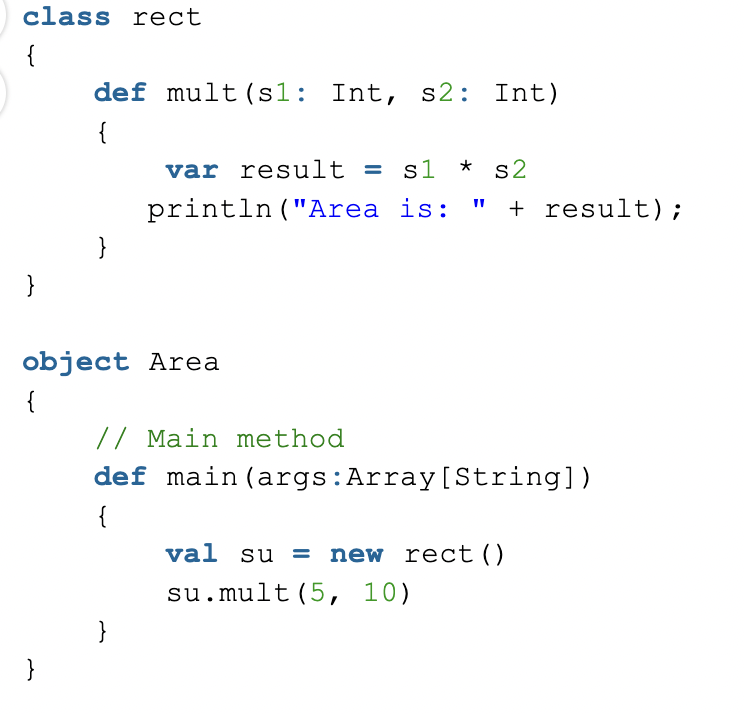 class rect
{
def mult(s1: Int, s2: Int)
{
var result = s1 * s2
println("Area is: " + result);
}
}
object Area
{
// Main method
def main(args:Array[String])
{
val su = new rect()
su.mult(5, 10)
}
}